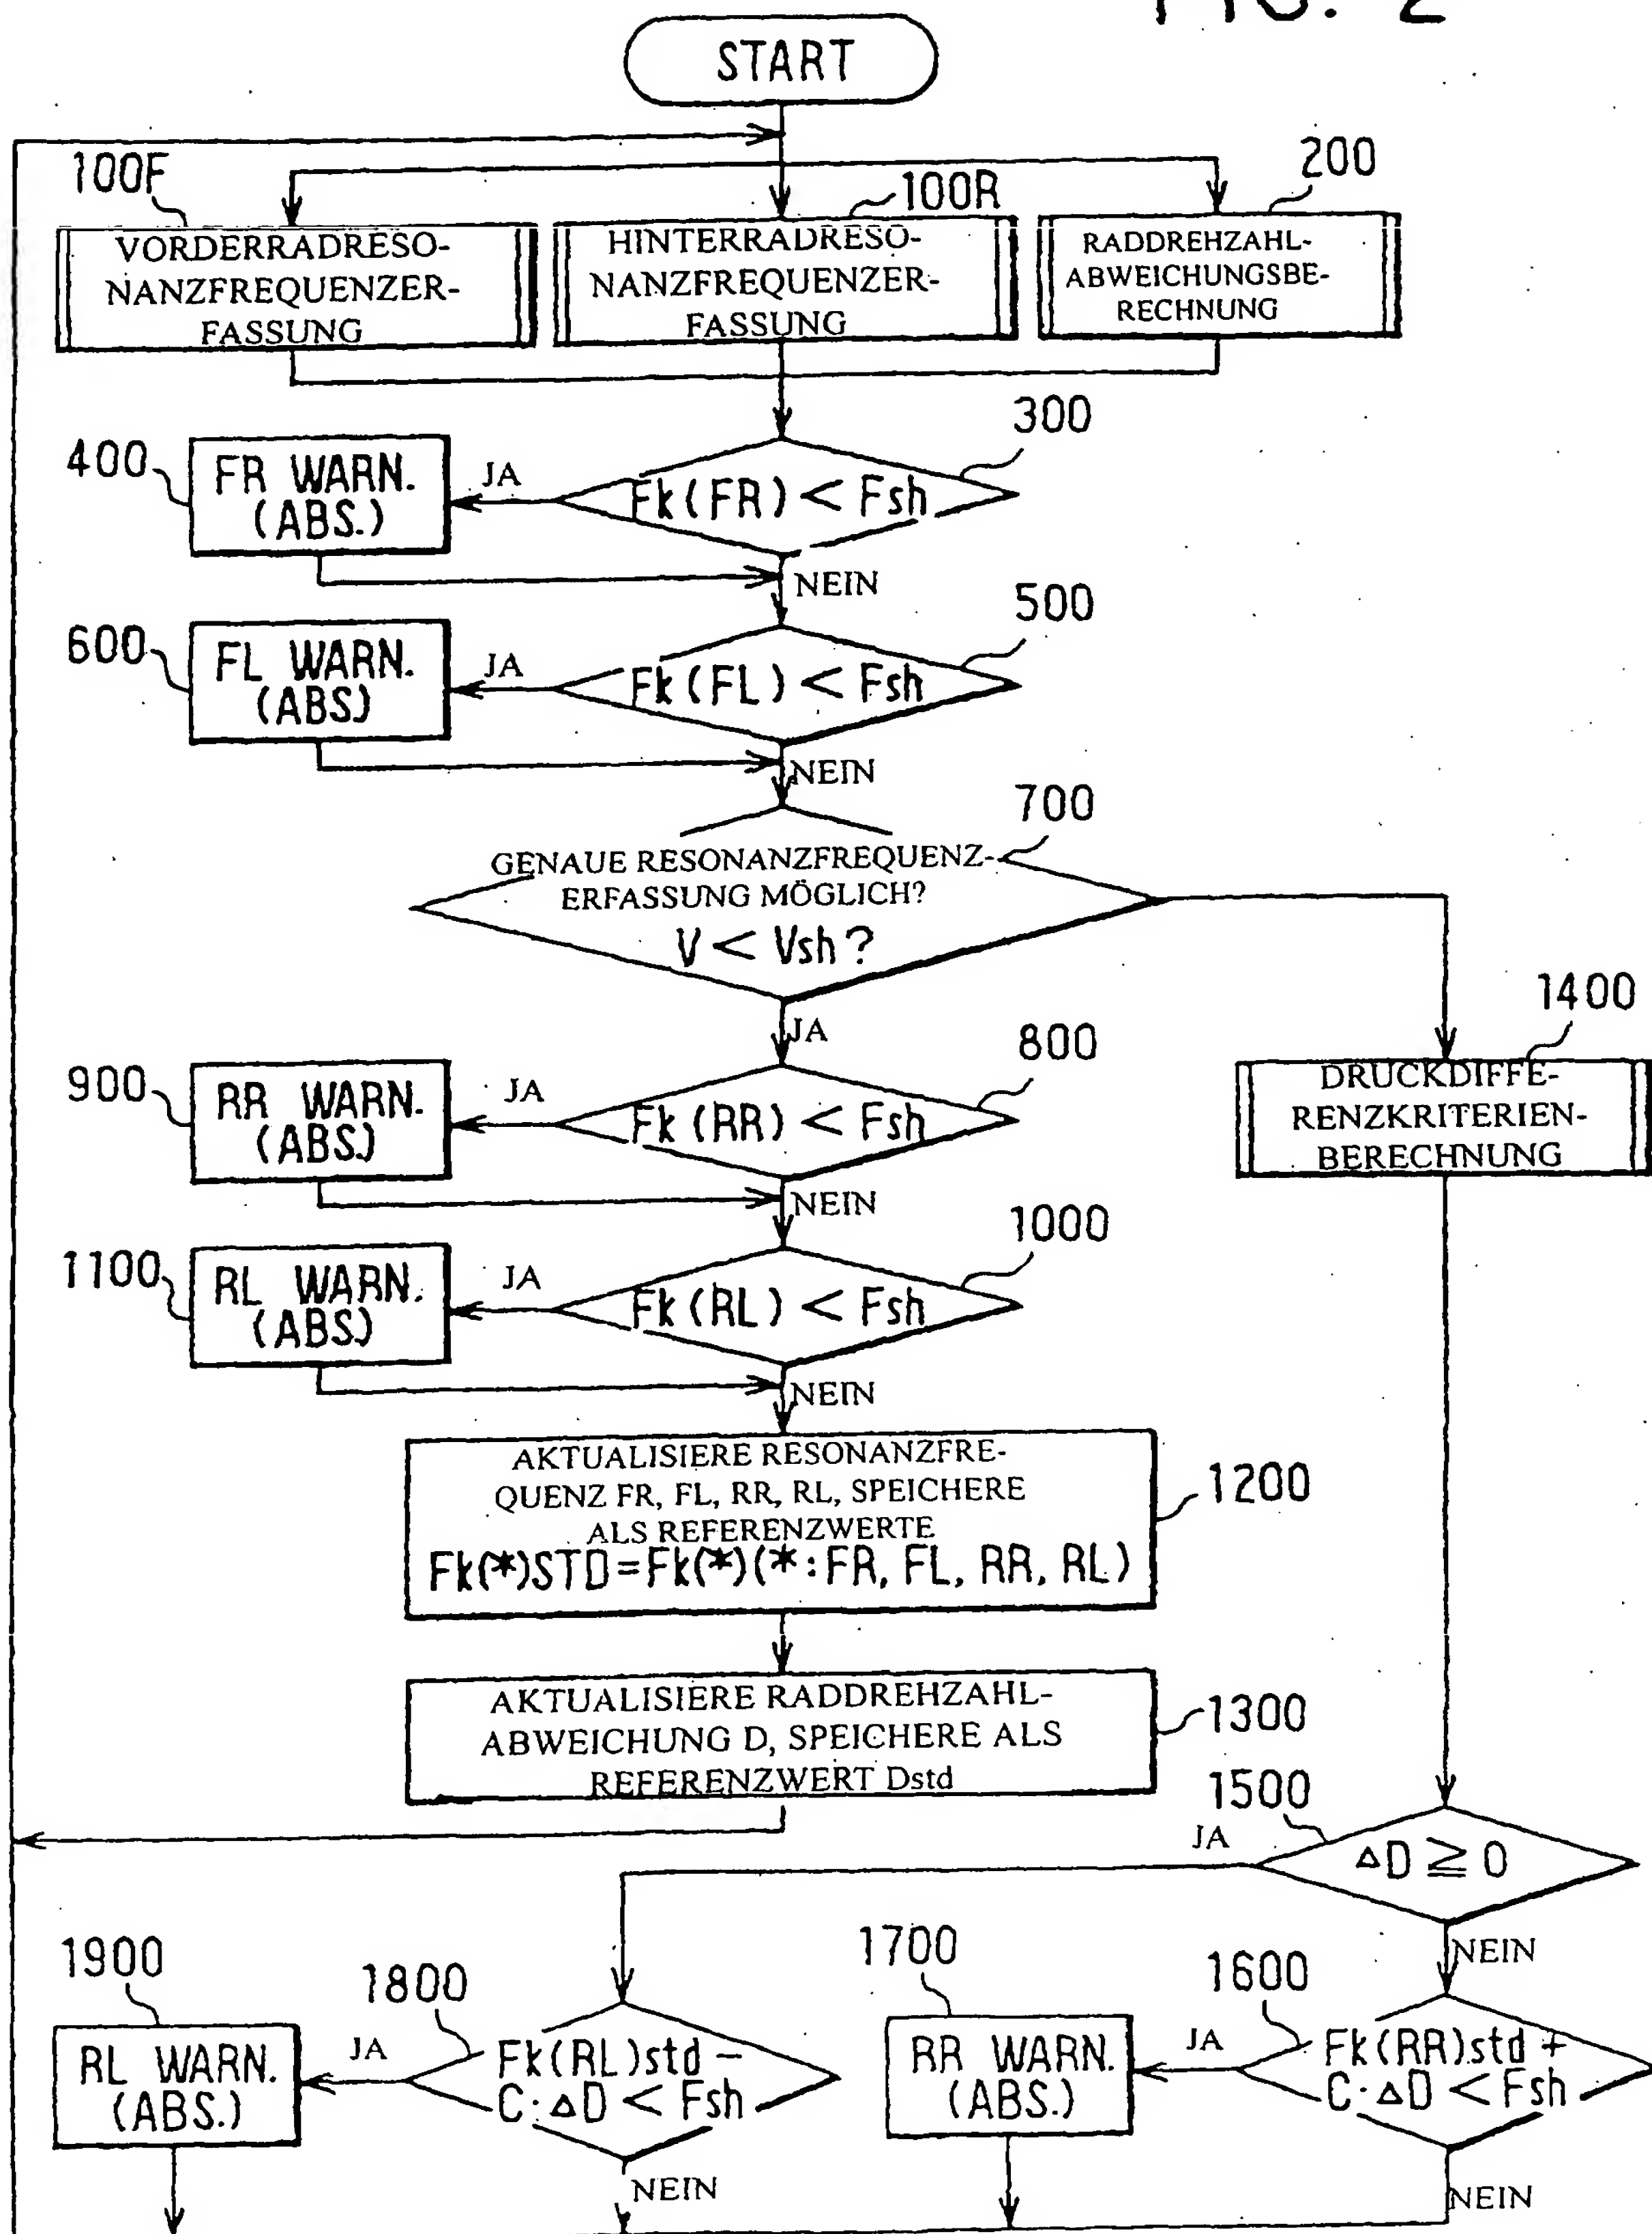 FIG. 2
START
100F
100R
200
VORDERRADRESO-
NANZFREQUENZER-
FASSUNG
HINTERRADRESO-
NANZFREQUENZER-
FASSUNG
RADDREHZAHL-
ABWEICHUNGSBE-
RECHNUNG
300
400
FR WARN.
(ABS.)
JA
Fk(FR) < Fsh
NEIN
500
600
FL WARN.
(ABS.)
JA
Fk(FL) < Fsh
NEIN
700
GENAUE RESONANZFREQUENZ-
ERFASSUNG MÖGLICH?
V < Vsh?
JA
1400
DRUCKDIFFE-
RENZKRITERIEN-
BERECHNUNG
800
900
RR WARN.
(ABS.)
JA
Fk(RR) < Fsh
NEIN
1000
1100
RL WARN.
(ABS.)
JA
Fk(RL) < Fsh
NEIN
AKTUALISIERE RESONANZFRE-
QUENZ FR, FL, RR, RL, SPEICHERE
ALS REFERENZWERTE
Fk(*)STD=Fk(*)(*:FR, FL, RR, RL)
1200
AKTUALISIERE RADDREHZAHL-
ABWEICHUNG D, SPEICHERE ALS
REFERENZWERT Dstd
1300
1500
JA
ΔD ≧ 0
NEIN
1900
RL WARN.
(ABS.)
JA
1800
Fk(RL)std −
C·ΔD < Fsh
NEIN
1700
RR WARN.
(ABS.)
JA
1600
Fk(RR)std +
C·ΔD < Fsh
NEIN